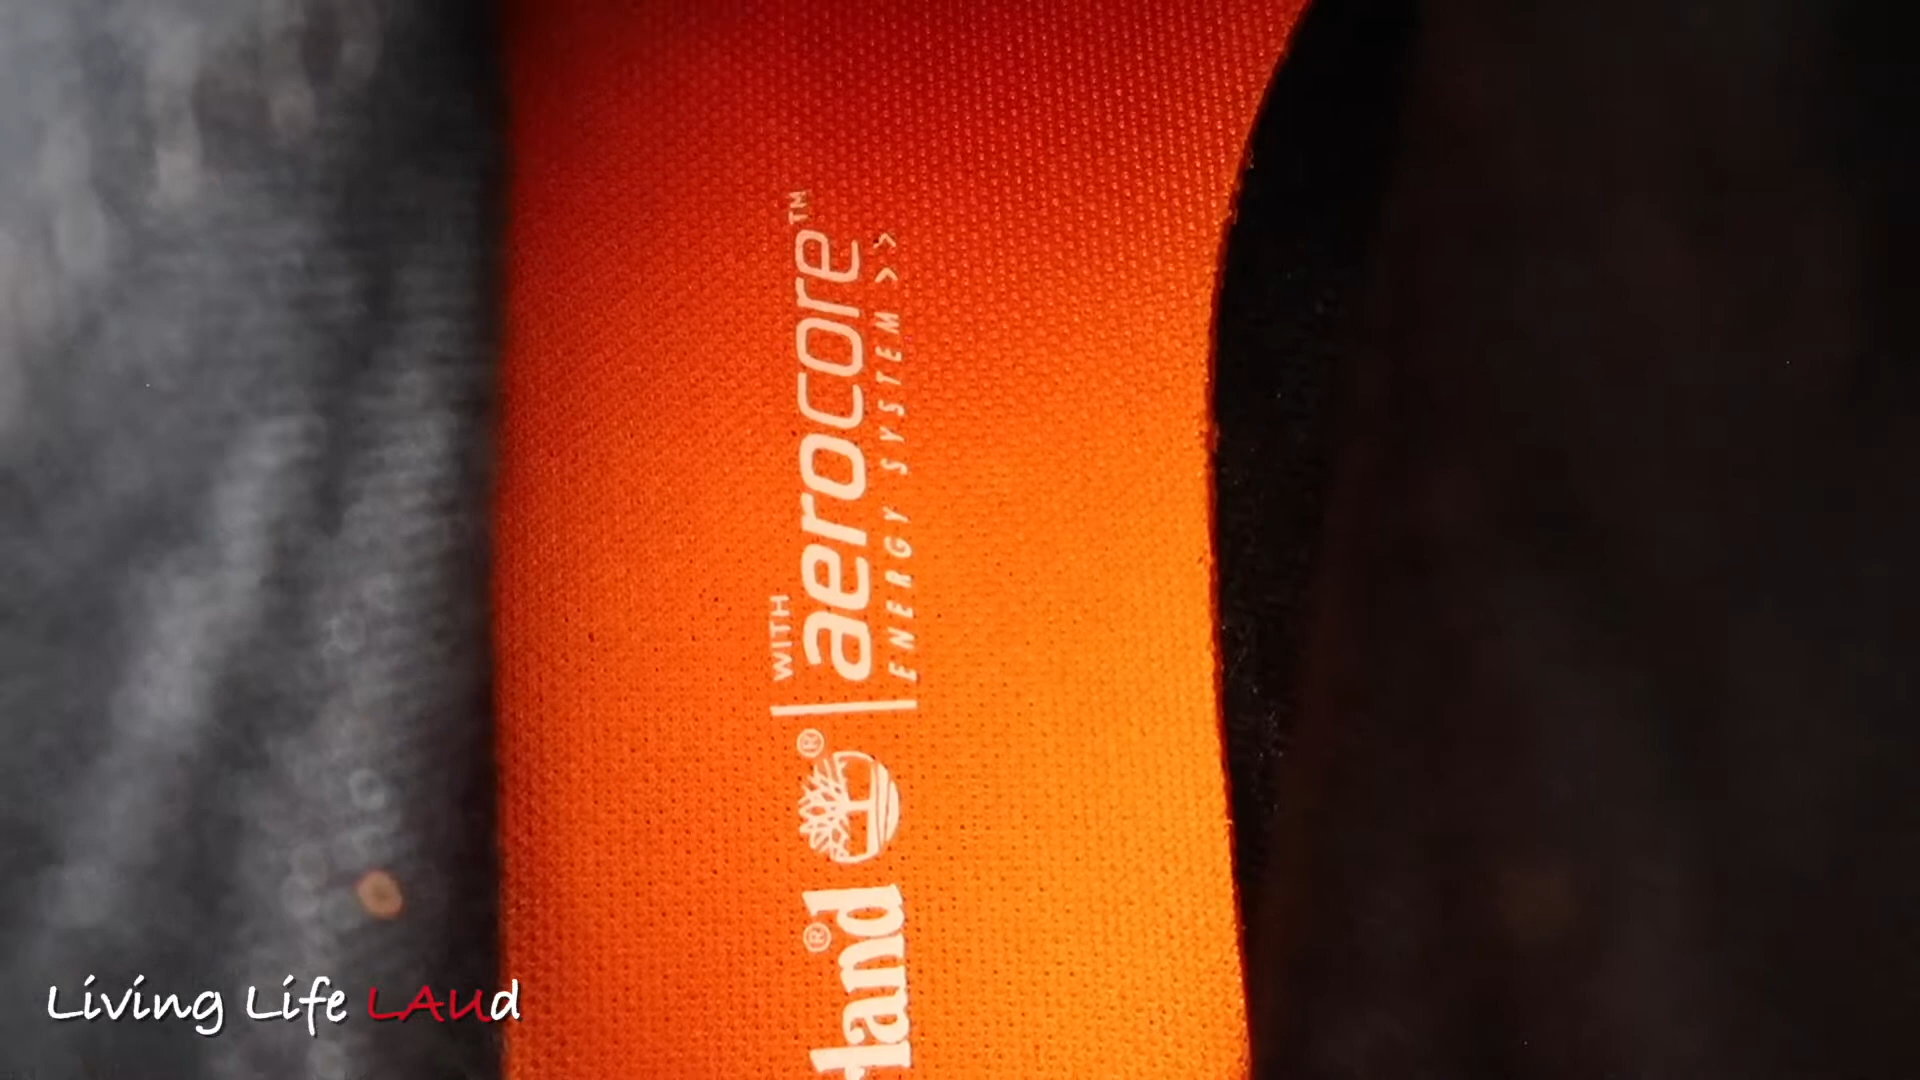 WITH
aerocore™
ENERGY SYSTEM >>
®
land®
Living Life LAUd